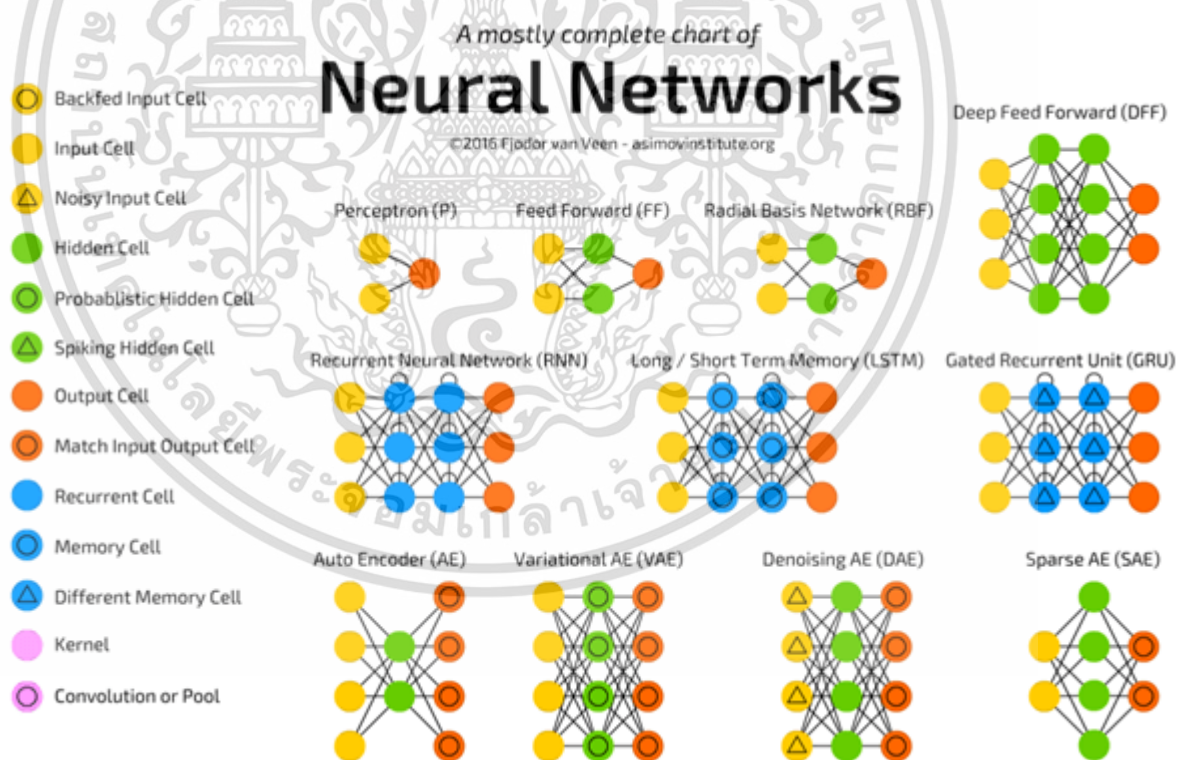 A mostly complete chart of
Neural Networks
©2016 Fjodor van Veen - asimovinstitute.org
Backfed Input Cell
Input Cell
Noisy Input Cell
Hidden Cell
Probablistic Hidden Cell
Spiking Hidden Cell
Output Cell
Match Input Output Cell
Recurrent Cell
Memory Cell
Different Memory Cell
Kernel
Convolution or Pool
Deep Feed Forward (DFF)
Perceptron (P)
Feed Forward (FF)
Radial Basis Network (RBF)
Recurrent Neural Network (RNN)
Long / Short Term Memory (LSTM)
Gated Recurrent Unit (GRU)
Auto Encoder (AE)
Variational AE (VAE)
Denoising AE (DAE)
Sparse AE (SAE)